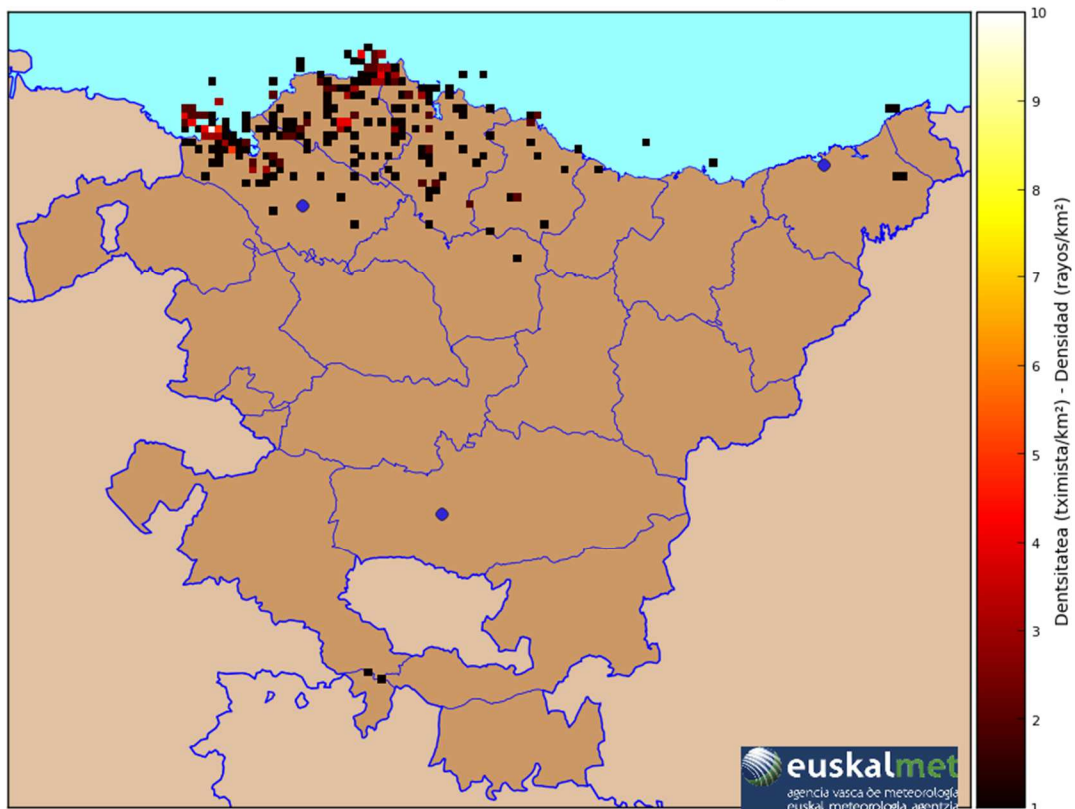 10
9
8
7
6
5
4
3
2
1
Dentsitatea (tximista/km²) - Densidad (rayos/km²)
euskalmet
agencia vasca de meteorología
euskal meteorologia agentzia